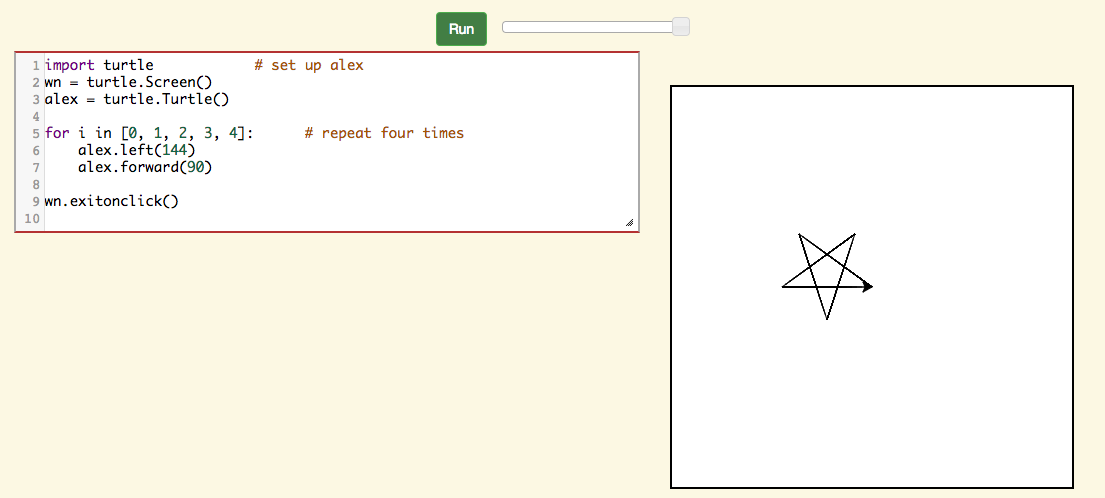 Run
1 import turtle            # set up alex
2 wn = turtle.Screen()
3 alex = turtle.Turtle()
4
5 for i in [0, 1, 2, 3, 4]:      # repeat four times
6     alex.left(144)
7     alex.forward(90)
8
9 wn.exitonclick()
10